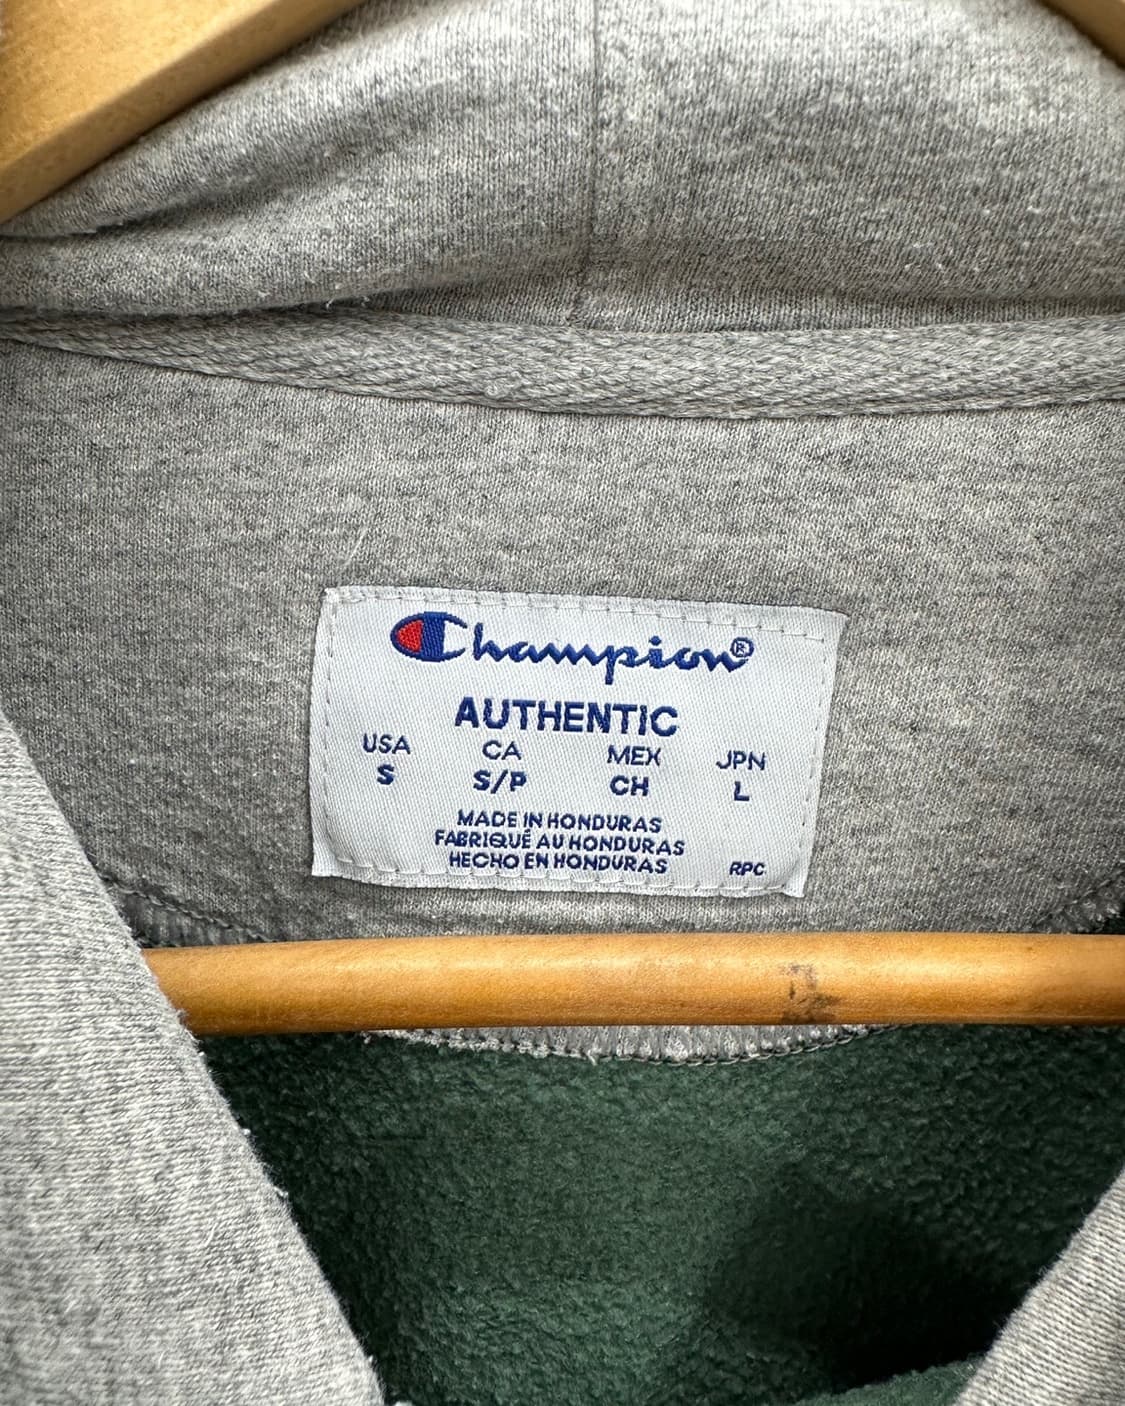 Champion®
AUTHENTIC
USA CA MEX JPN
S S/P CH L
MADE IN HONDURAS
FABRIQUÉ AU HONDURAS
HECHO EN HONDURAS RPC